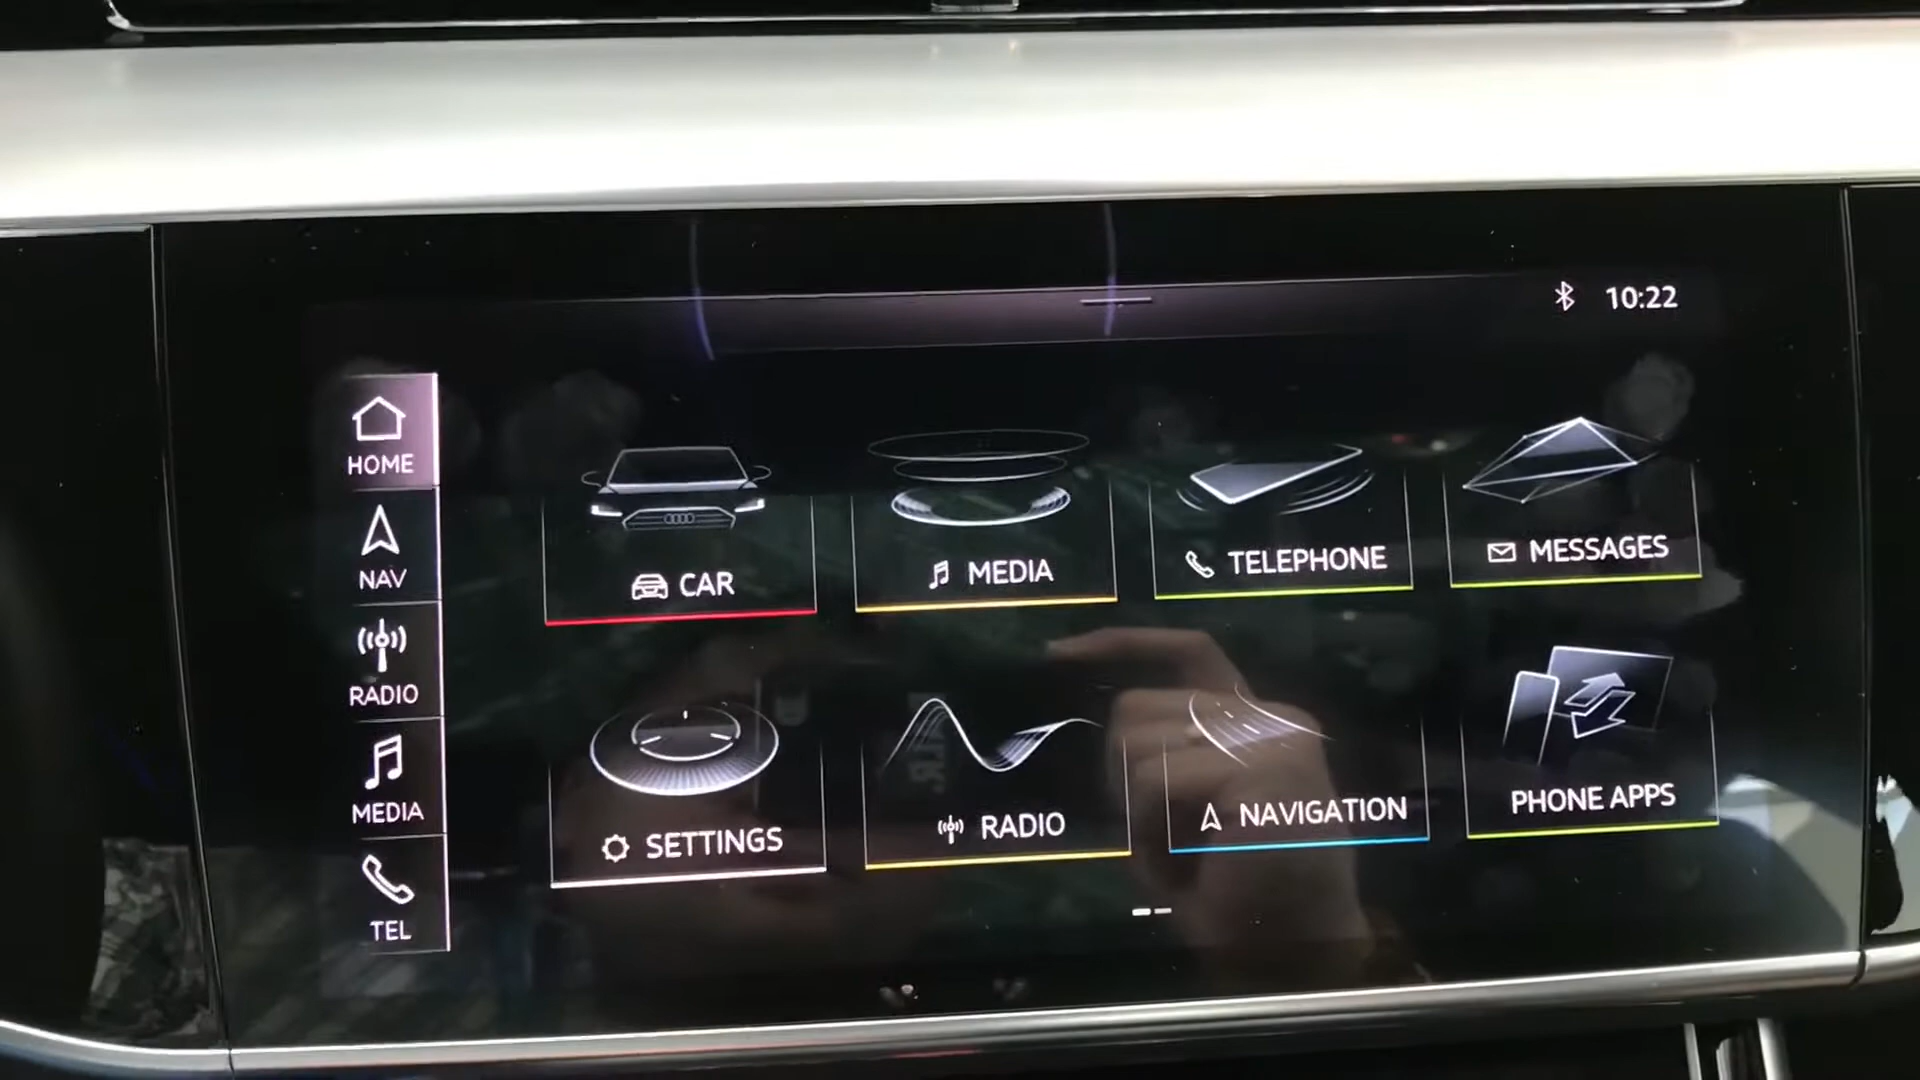 10:22
HOME
NAV
RADIO
MEDIA
TEL
CAR
MEDIA
TELEPHONE
MESSAGES
SETTINGS
RADIO
NAVIGATION
PHONE APPS